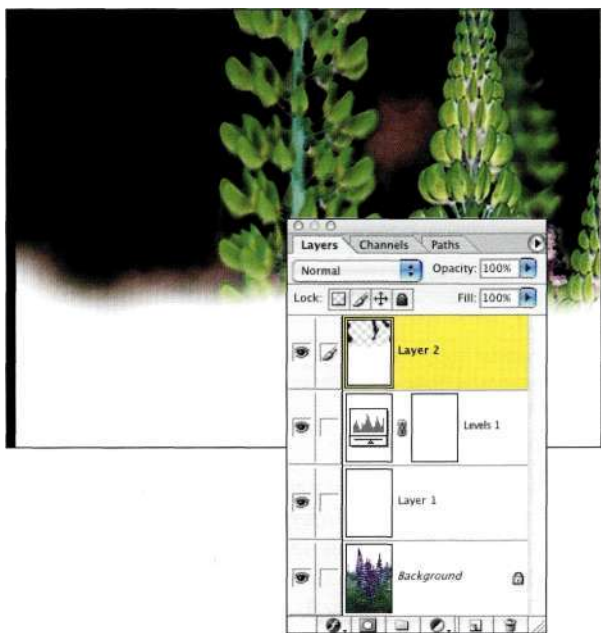 Layers Channels Paths
Normal Opacity: 100%
Lock: Fill: 100%
Layer 2
Levels 1
Layer 1
Background